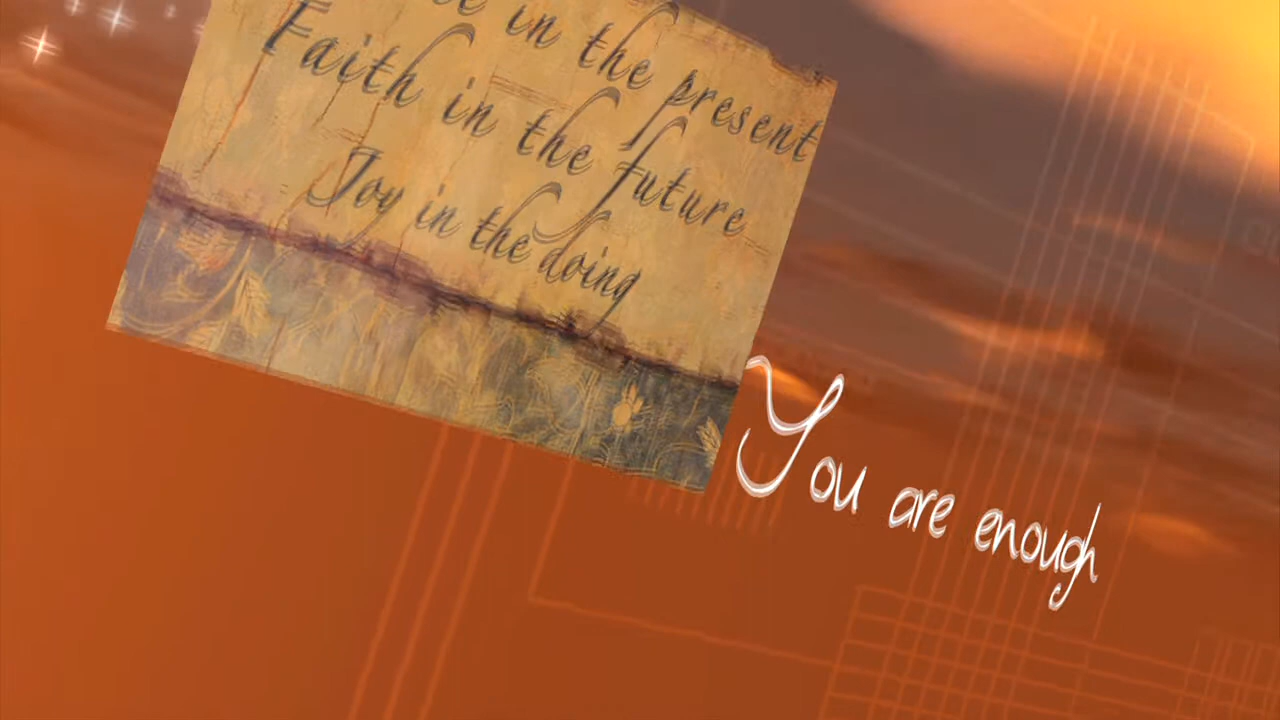 in the present
Faith in the future
Joy in the doing
You are enough